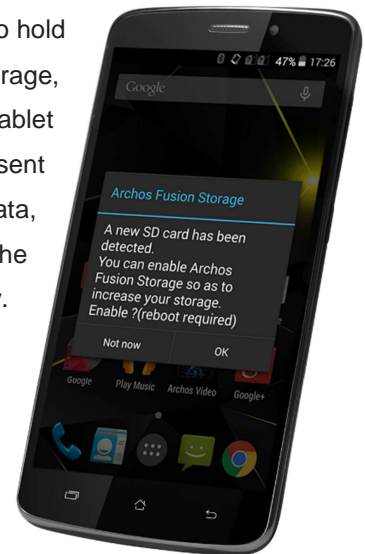 o hold
rage,
ablet
sent
ata,
he
47% 17:26
Google
Archos Fusion Storage
A new SD card has been
detected.
You can enable Archos
Fusion Storage so as to
increase your storage.
Enable ?(reboot required)
Not now OK
Google Play Music Archos Video Google+